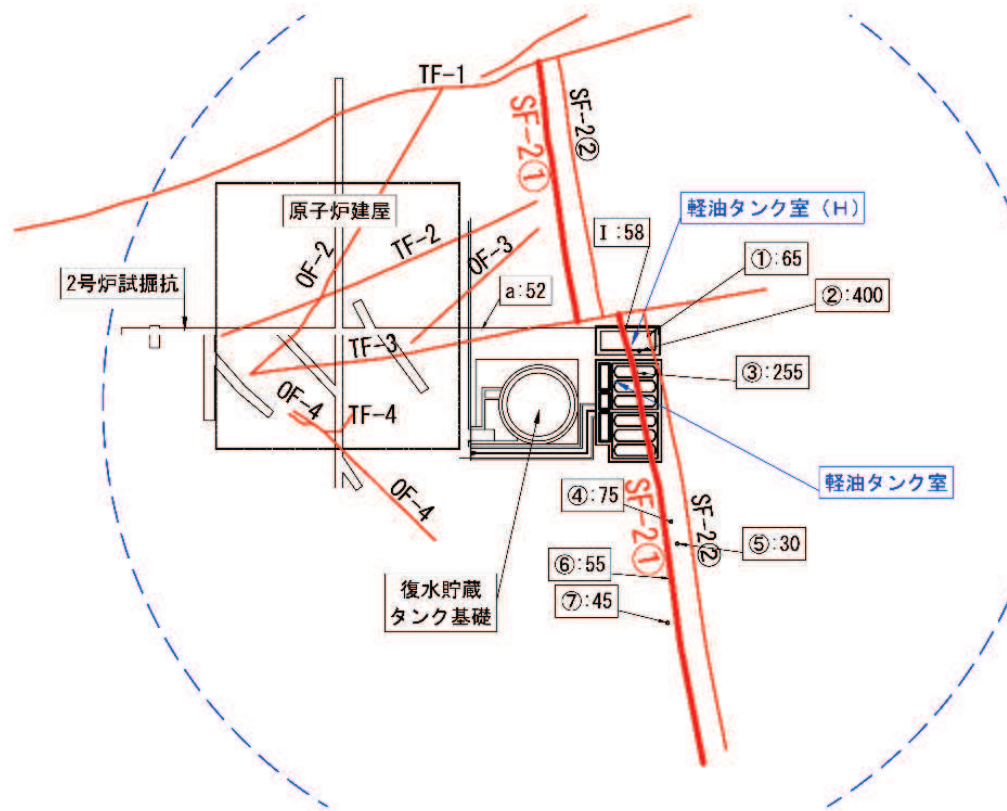 TF-1
SF-2①
SF-2②
原子炉建屋
軽油タンク室(H)
I:58
①:65
OF-2
TF-2
OF-3
2号炉試掘抗
a:52
②:400
TF-3
③:255
OF-4
TF-4
軽油タンク室
④:75
SF-2①
SF-2②
⑤:30
OF-4
⑥:55
復水貯蔵
タンク基礎
⑦:45